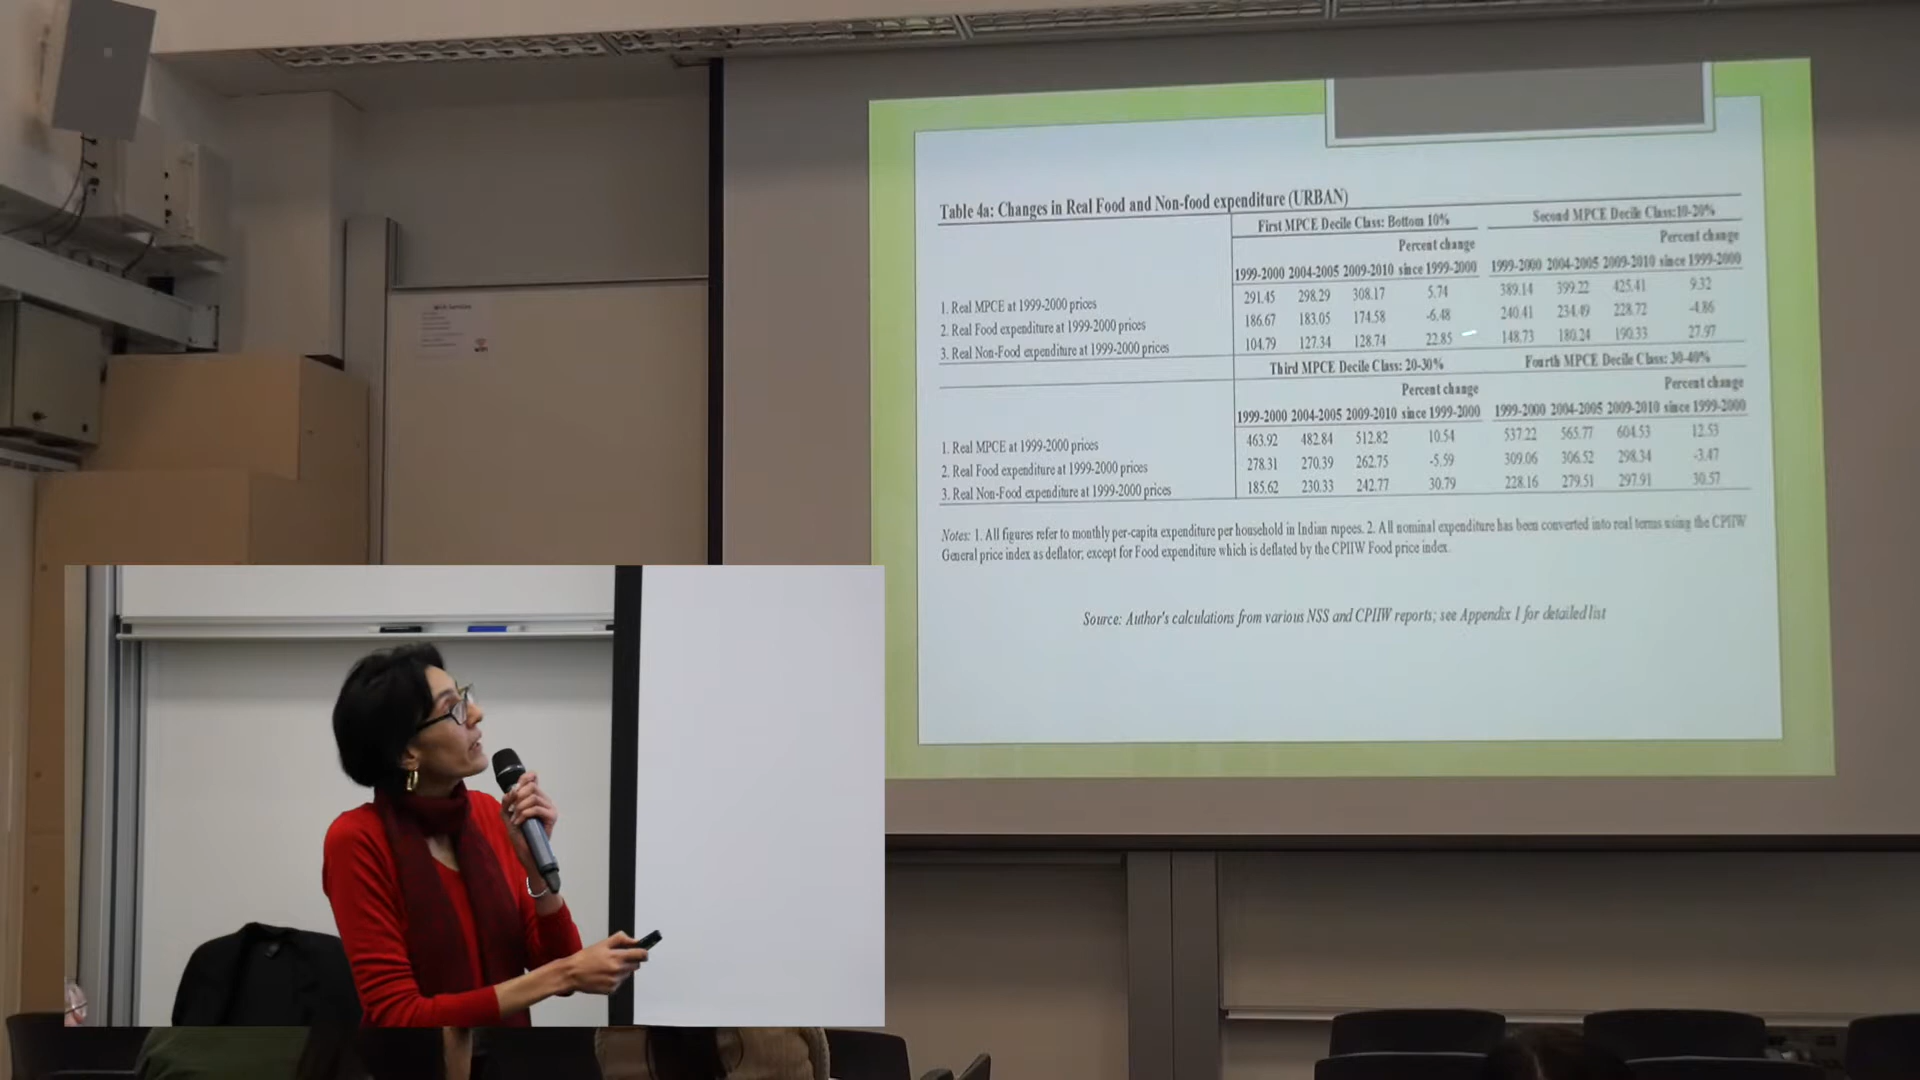 Table 4a: Changes in Real Food and Non-food expenditure (URBAN)
First MPCE Decile Class: Bottom 10% Second MPCE Decile Class:10-20%
Percent change Percent change
1999-2000 2004-2005 2009-2010 since 1999-2000 1999-2000 2004-2005 2009-2010 since 1999-2000
1. Real MPCE at 1999-2000 prices 291.45 298.29 308.17 5.74 389.14 399.22 425.41 9.32
2. Real Food expenditure at 1999-2000 prices 186.67 183.05 174.58 -6.48 240.41 234.49 228.72 -4.86
3. Real Non-Food expenditure at 1999-2000 prices 104.79 127.34 128.74 22.85 148.73 180.24 190.33 27.97
Third MPCE Decile Class: 20-30% Fourth MPCE Decile Class: 30-40%
Percent change Percent change
1999-2000 2004-2005 2009-2010 since 1999-2000 1999-2000 2004-2005 2009-2010 since 1999-2000
1. Real MPCE at 1999-2000 prices 463.92 482.84 512.82 10.54 537.22 565.77 604.53 12.53
2. Real Food expenditure at 1999-2000 prices 278.31 270.39 262.75 -5.59 309.06 306.52 298.34 -3.47
3. Real Non-Food expenditure at 1999-2000 prices 185.62 230.33 242.77 30.79 228.16 279.51 297.91 30.57
Notes: 1. All figures refer to monthly per-capita expenditure per household in Indian rupees. 2. All nominal expenditure has been converted into real terms using the CPIIW
General price index as deflator; except for Food expenditure which is deflated by the CPIIW Food price index.
Source: Author's calculations from various NSS and CPIIW reports; see Appendix 1 for detailed list